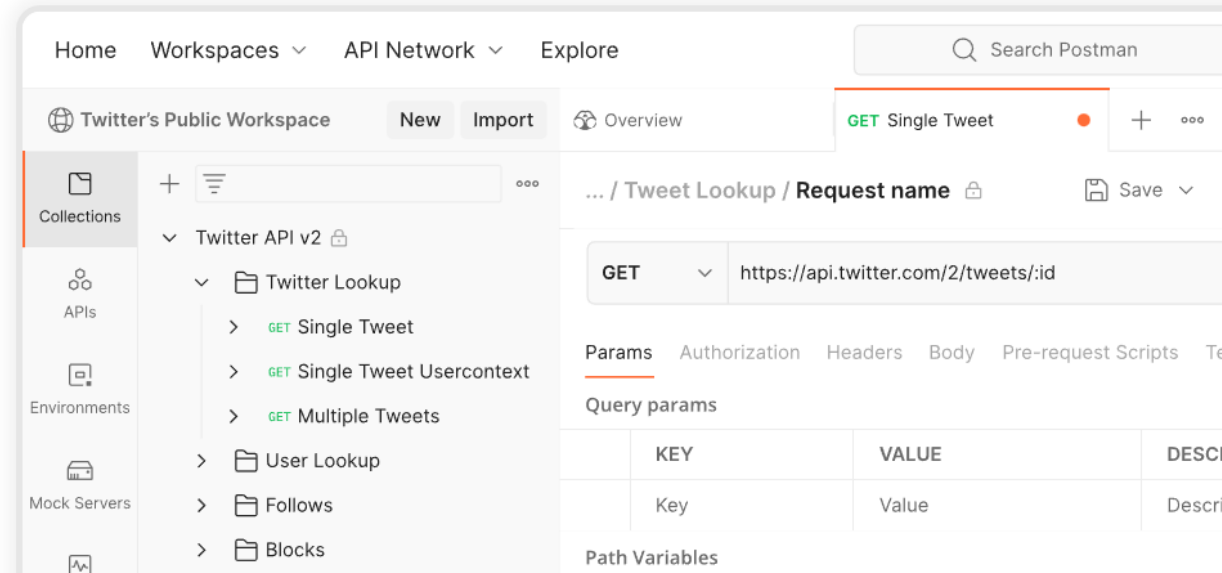 Home Workspaces API Network Explore Search Postman
Twitter's Public Workspace New Import Overview GET Single Tweet
Collections
... / Tweet Lookup / Request name Save
Twitter API v2
GET https://api.twitter.com/2/tweets/:id
Twitter Lookup
APIs
GET Single Tweet
Params Authorization Headers Body Pre-request Scripts
GET Single Tweet Usercontext
Environments
Query params
GET Multiple Tweets
KEY VALUE
User Lookup
Mock Servers
Follows
Key Value
Blocks
Path Variables